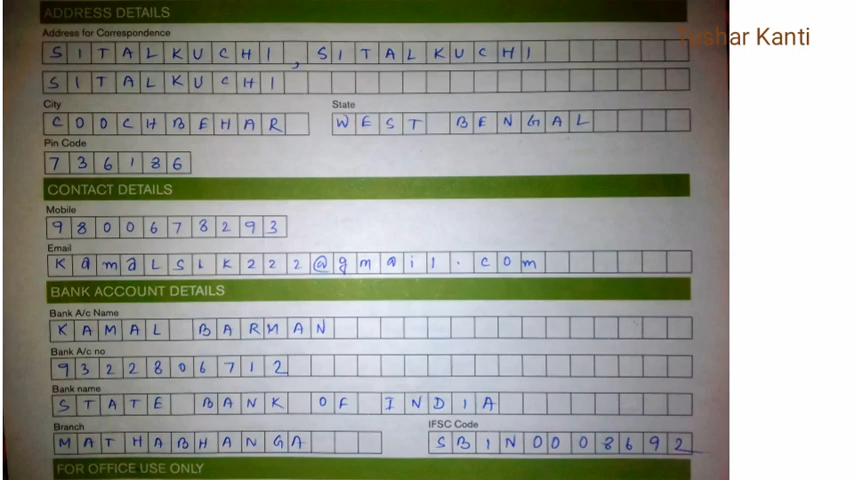 ADDRESS DETAILS
Tushar Kanti
Address for Correspondence
SITALKUCHI, SITALKUCHI
SITALKUCHI
City State
COOCHBEHAR WEST BENGAL
Pin Code
736186
CONTACT DETAILS
Mobile
9800678293
Email
KamaLSLK222@gmail.com
BANK ACCOUNT DETAILS
Bank A/c Name
KAMAL BARMAN
Bank A/c no
9322806712
Bank name
STATE BANK OF INDIA
Branch IFSC Code
MATHABHANGA SBIN0008692
FOR OFFICE USE ONLY